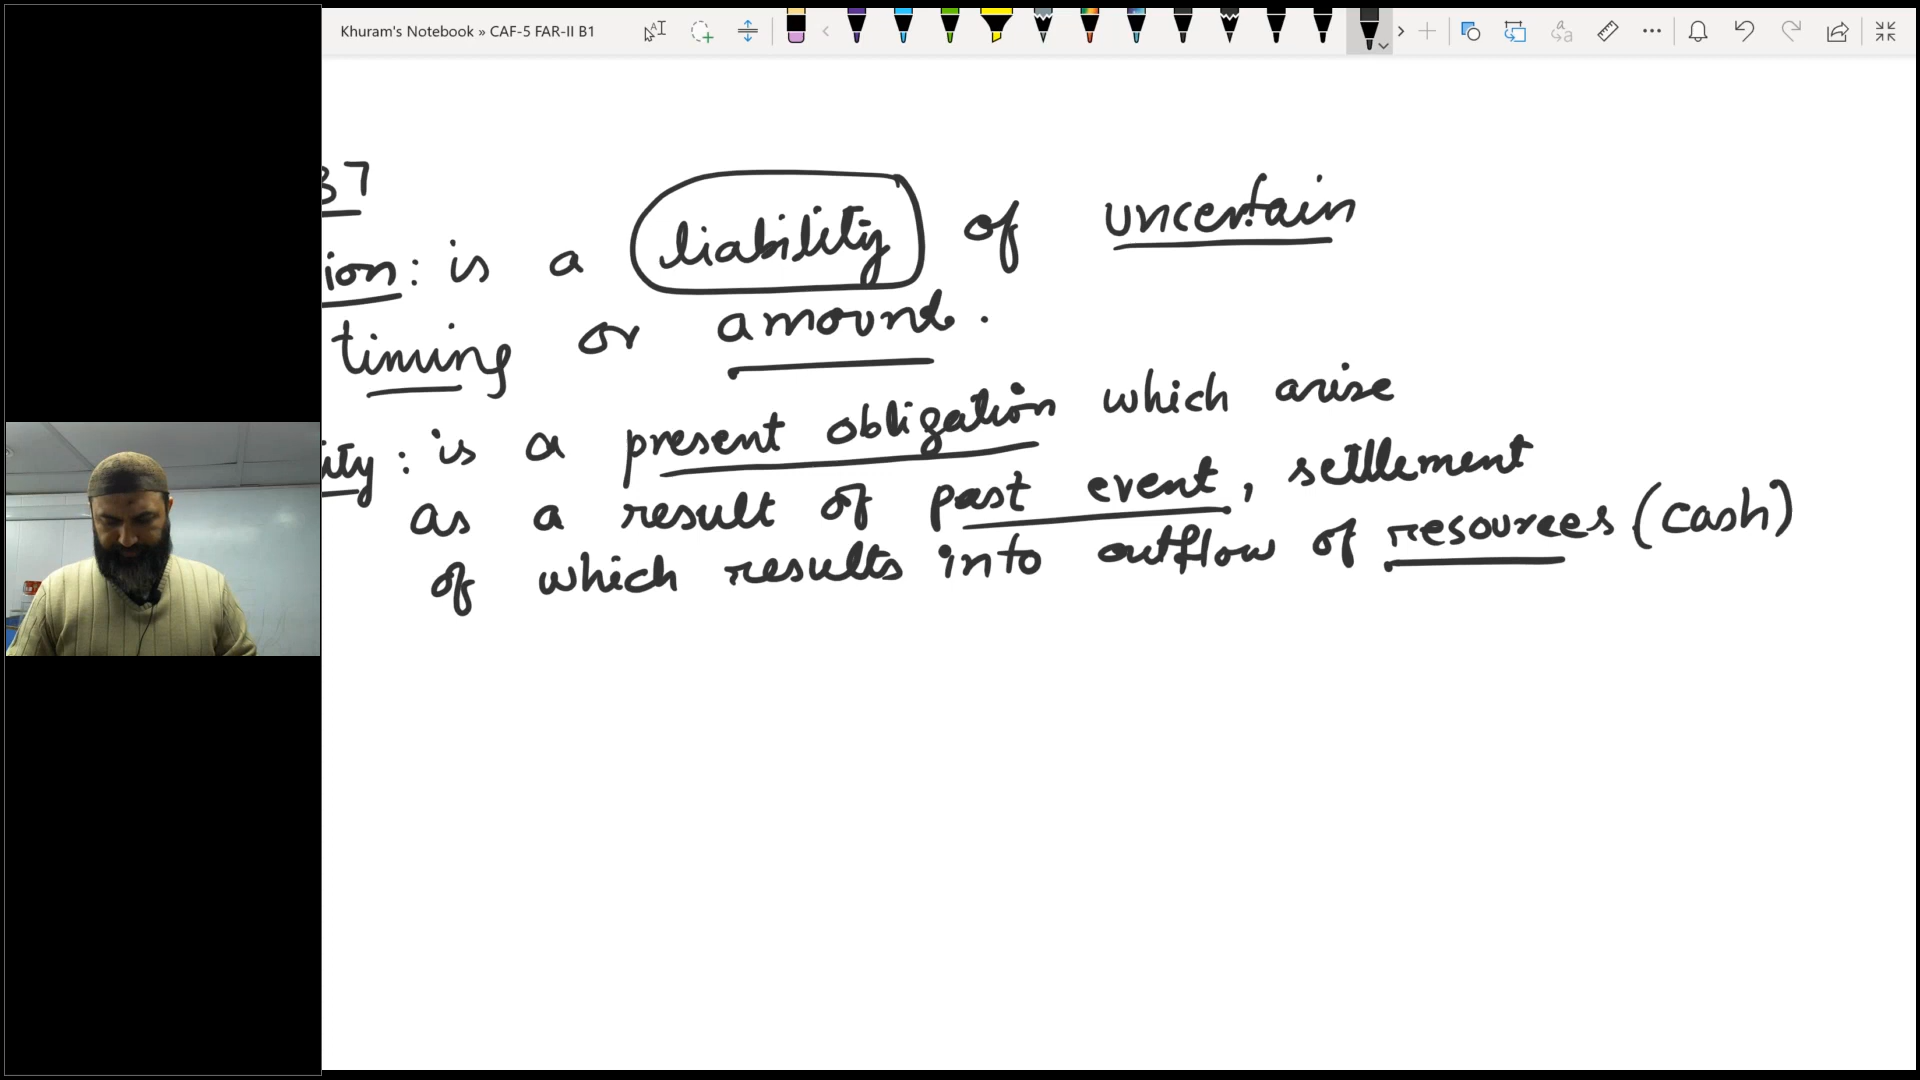 Khuram's Notebook » CAF-5 FAR-II B1
37
ion: is a liability of uncertain
timing or amount.
ity: is a present obligation which arise
as a result of past event, settlement
of which results into outflow of resources (cash)